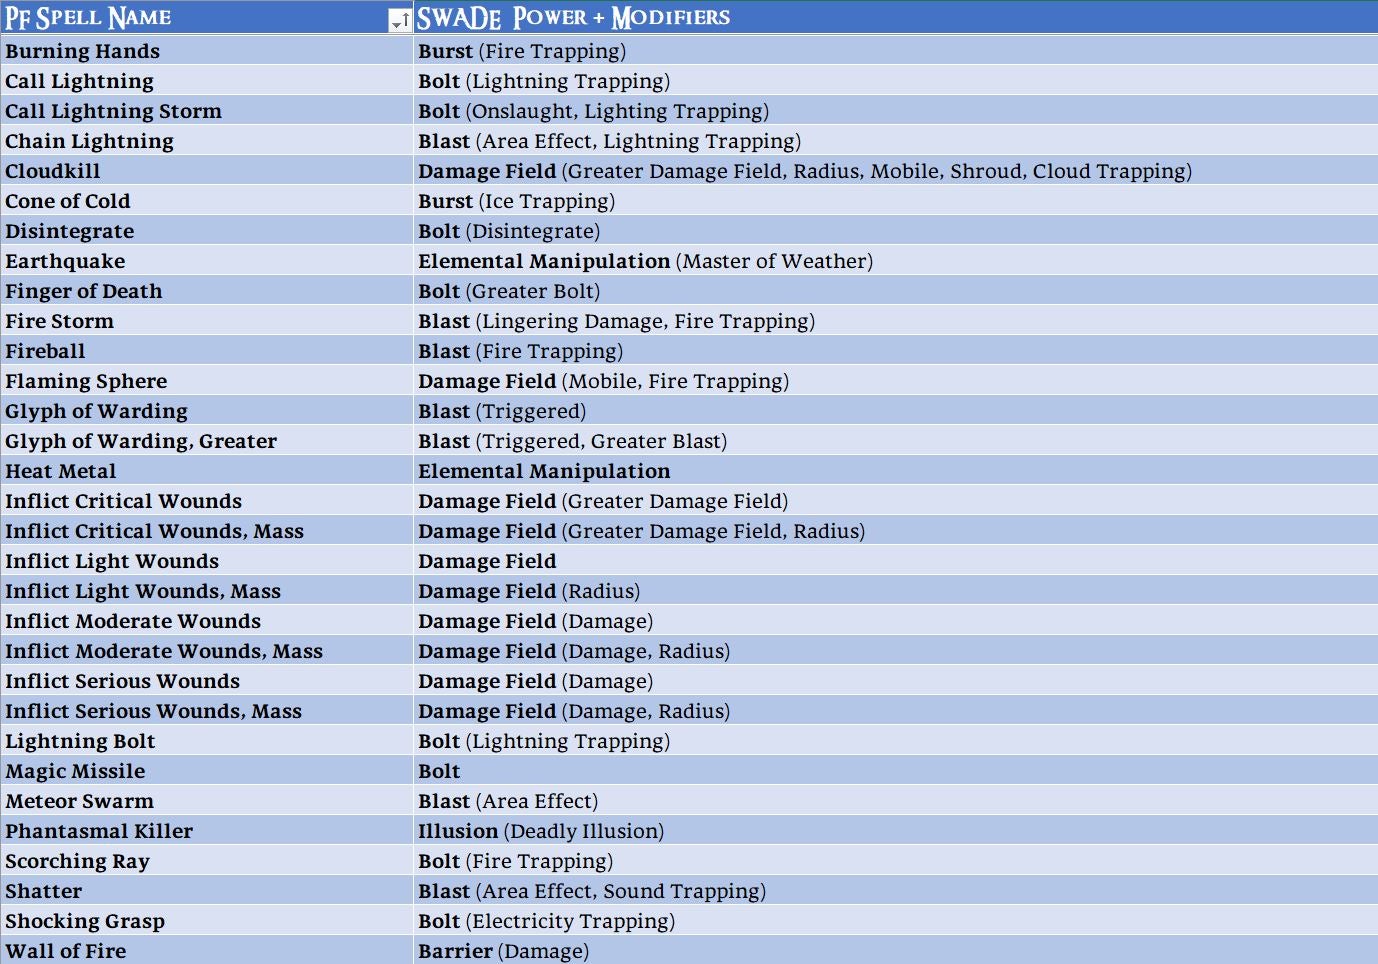 PF SPELL NAME SWADE POWER + MODIFIERS
Burning Hands Burst (Fire Trapping)
Call Lightning Bolt (Lightning Trapping)
Call Lightning Storm Bolt (Onslaught, Lighting Trapping)
Chain Lightning Blast (Area Effect, Lightning Trapping)
Cloudkill Damage Field (Greater Damage Field, Radius, Mobile, Shroud, Cloud Trapping)
Cone of Cold Burst (Ice Trapping)
Disintegrate Bolt (Disintegrate)
Earthquake Elemental Manipulation (Master of Weather)
Finger of Death Bolt (Greater Bolt)
Fire Storm Blast (Lingering Damage, Fire Trapping)
Fireball Blast (Fire Trapping)
Flaming Sphere Damage Field (Mobile, Fire Trapping)
Glyph of Warding Blast (Triggered)
Glyph of Warding, Greater Blast (Triggered, Greater Blast)
Heat Metal Elemental Manipulation
Inflict Critical Wounds Damage Field (Greater Damage Field)
Inflict Critical Wounds, Mass Damage Field (Greater Damage Field, Radius)
Inflict Light Wounds Damage Field
Inflict Light Wounds, Mass Damage Field (Radius)
Inflict Moderate Wounds Damage Field (Damage)
Inflict Moderate Wounds, Mass Damage Field (Damage, Radius)
Inflict Serious Wounds Damage Field (Damage)
Inflict Serious Wounds, Mass Damage Field (Damage, Radius)
Lightning Bolt Bolt (Lightning Trapping)
Magic Missile Bolt
Meteor Swarm Blast (Area Effect)
Phantasmal Killer Illusion (Deadly Illusion)
Scorching Ray Bolt (Fire Trapping)
Shatter Blast (Area Effect, Sound Trapping)
Shocking Grasp Bolt (Electricity Trapping)
Wall of Fire Barrier (Damage)